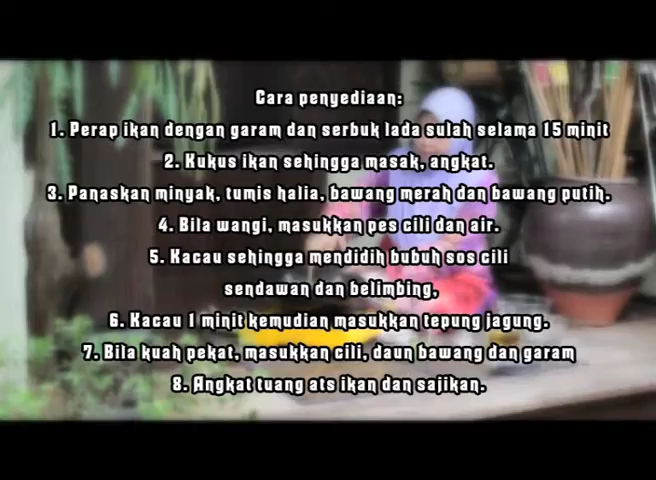 Cara penyediaan:
1. Perap ikan dengan garam dan serbuk lada sulah selama 15 minit
2. Kukus ikan sehingga masak, angkat.
3. Panaskan minyak, tumis halia, bawang merah dan bawang putih.
4. Bila wangi, masukkan pes cili dan air.
5. Kacau sehingga mendidih bubuh sos cili
sendawan dan belimbing,
6. Kacau 1 minit kemudian masukkan tepung jagung.
7. Bila kuah pekat, masukkan cili, daun bawang dan garam
8. Angkat tuang ats ikan dan sajikan.